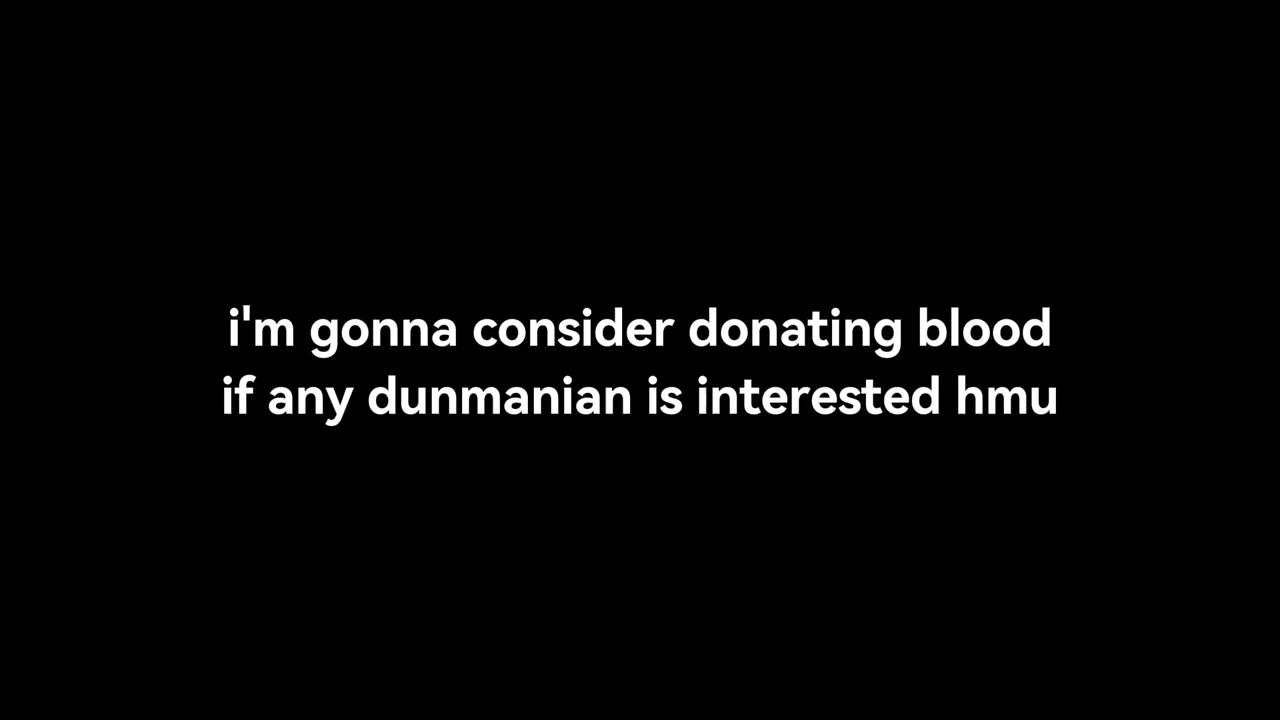 i'm gonna consider donating blood
if any dunmanian is interested hmu